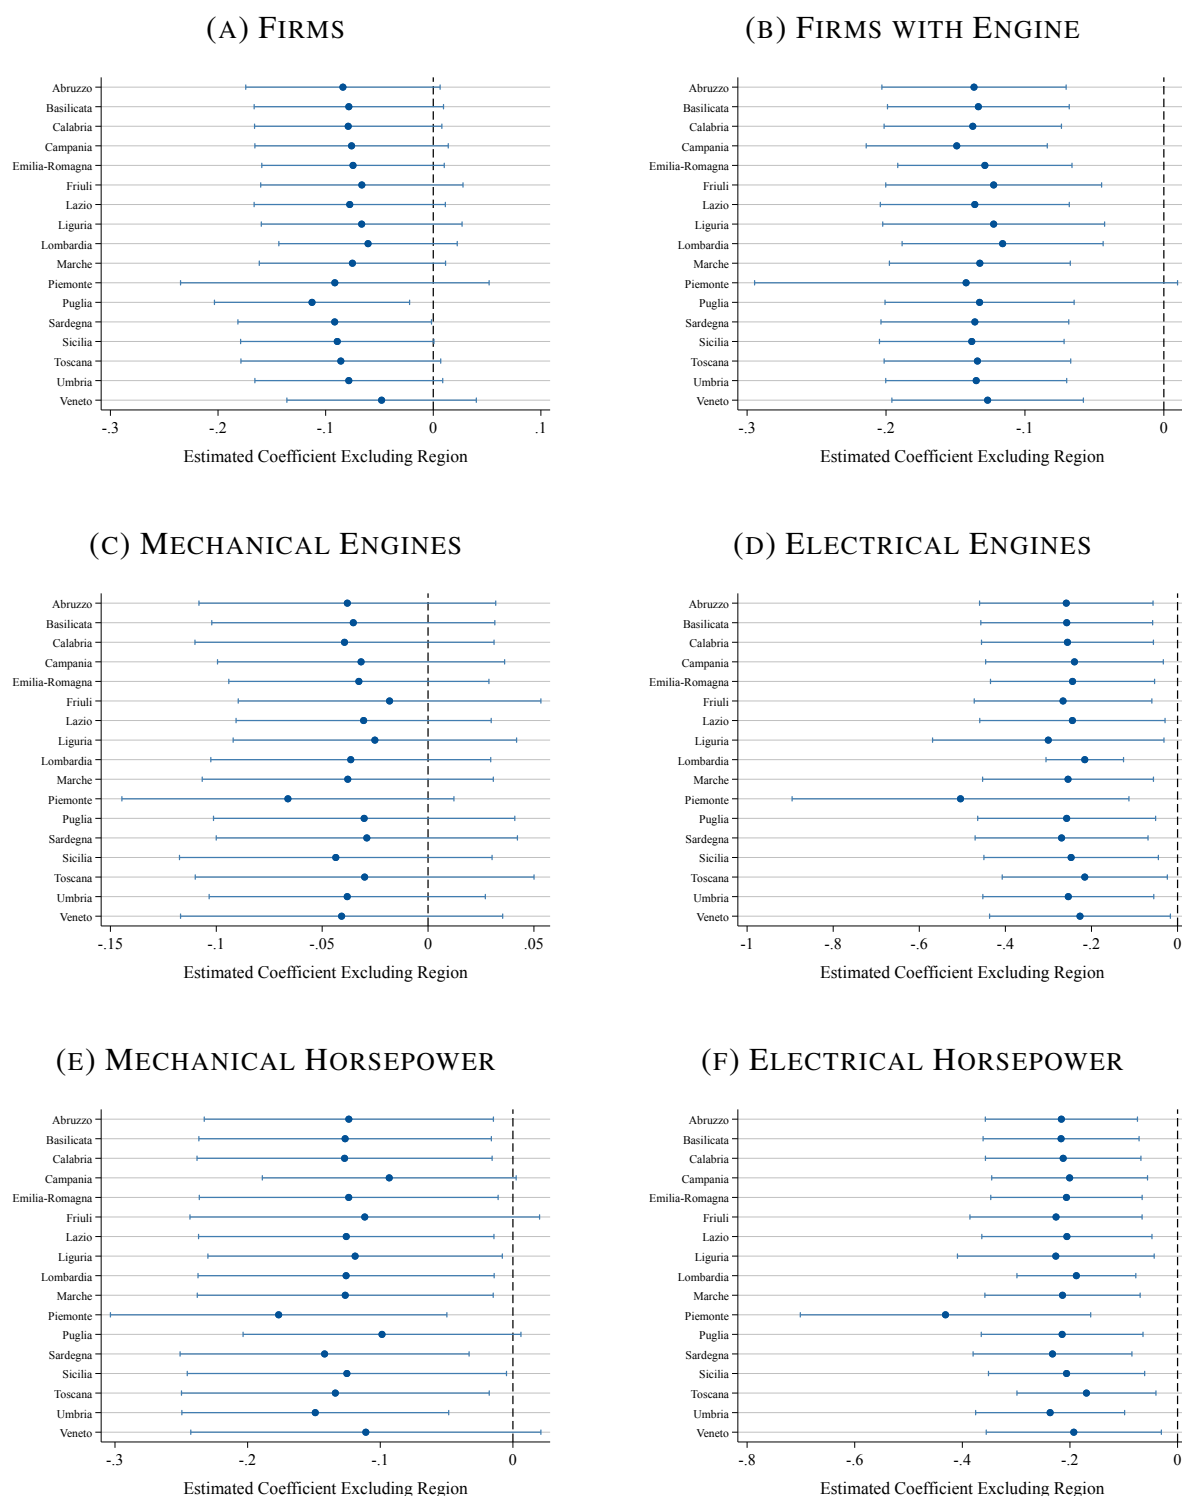 (A) FIRMS
Abruzzo
Basilicata
Calabria
Campania
Emilia-Romagna
Friuli
Lazio
Liguria
Lombardia
Marche
Piemonte
Puglia
Sardegna
Sicilia
Toscana
Umbria
Veneto
-.3 -.2 -.1 0 .1
Estimated Coefficient Excluding Region
(B) FIRMS WITH ENGINE
Abruzzo
Basilicata
Calabria
Campania
Emilia-Romagna
Friuli
Lazio
Liguria
Lombardia
Marche
Piemonte
Puglia
Sardegna
Sicilia
Toscana
Umbria
Veneto
-.3 -.2 -.1 0
Estimated Coefficient Excluding Region
(C) MECHANICAL ENGINES
Abruzzo
Basilicata
Calabria
Campania
Emilia-Romagna
Friuli
Lazio
Liguria
Lombardia
Marche
Piemonte
Puglia
Sardegna
Sicilia
Toscana
Umbria
Veneto
-.15 -.1 -.05 0 .05
Estimated Coefficient Excluding Region
(D) ELECTRICAL ENGINES
Abruzzo
Basilicata
Calabria
Campania
Emilia-Romagna
Friuli
Lazio
Liguria
Lombardia
Marche
Piemonte
Puglia
Sardegna
Sicilia
Toscana
Umbria
Veneto
-1 -.8 -.6 -.4 -.2 0
Estimated Coefficient Excluding Region
(E) MECHANICAL HORSEPOWER
Abruzzo
Basilicata
Calabria
Campania
Emilia-Romagna
Friuli
Lazio
Liguria
Lombardia
Marche
Piemonte
Puglia
Sardegna
Sicilia
Toscana
Umbria
Veneto
-.3 -.2 -.1 0
Estimated Coefficient Excluding Region
(F) ELECTRICAL HORSEPOWER
Abruzzo
Basilicata
Calabria
Campania
Emilia-Romagna
Friuli
Lazio
Liguria
Lombardia
Marche
Piemonte
Puglia
Sardegna
Sicilia
Toscana
Umbria
Veneto
-.8 -.6 -.4 -.2 0
Estimated Coefficient Excluding Region